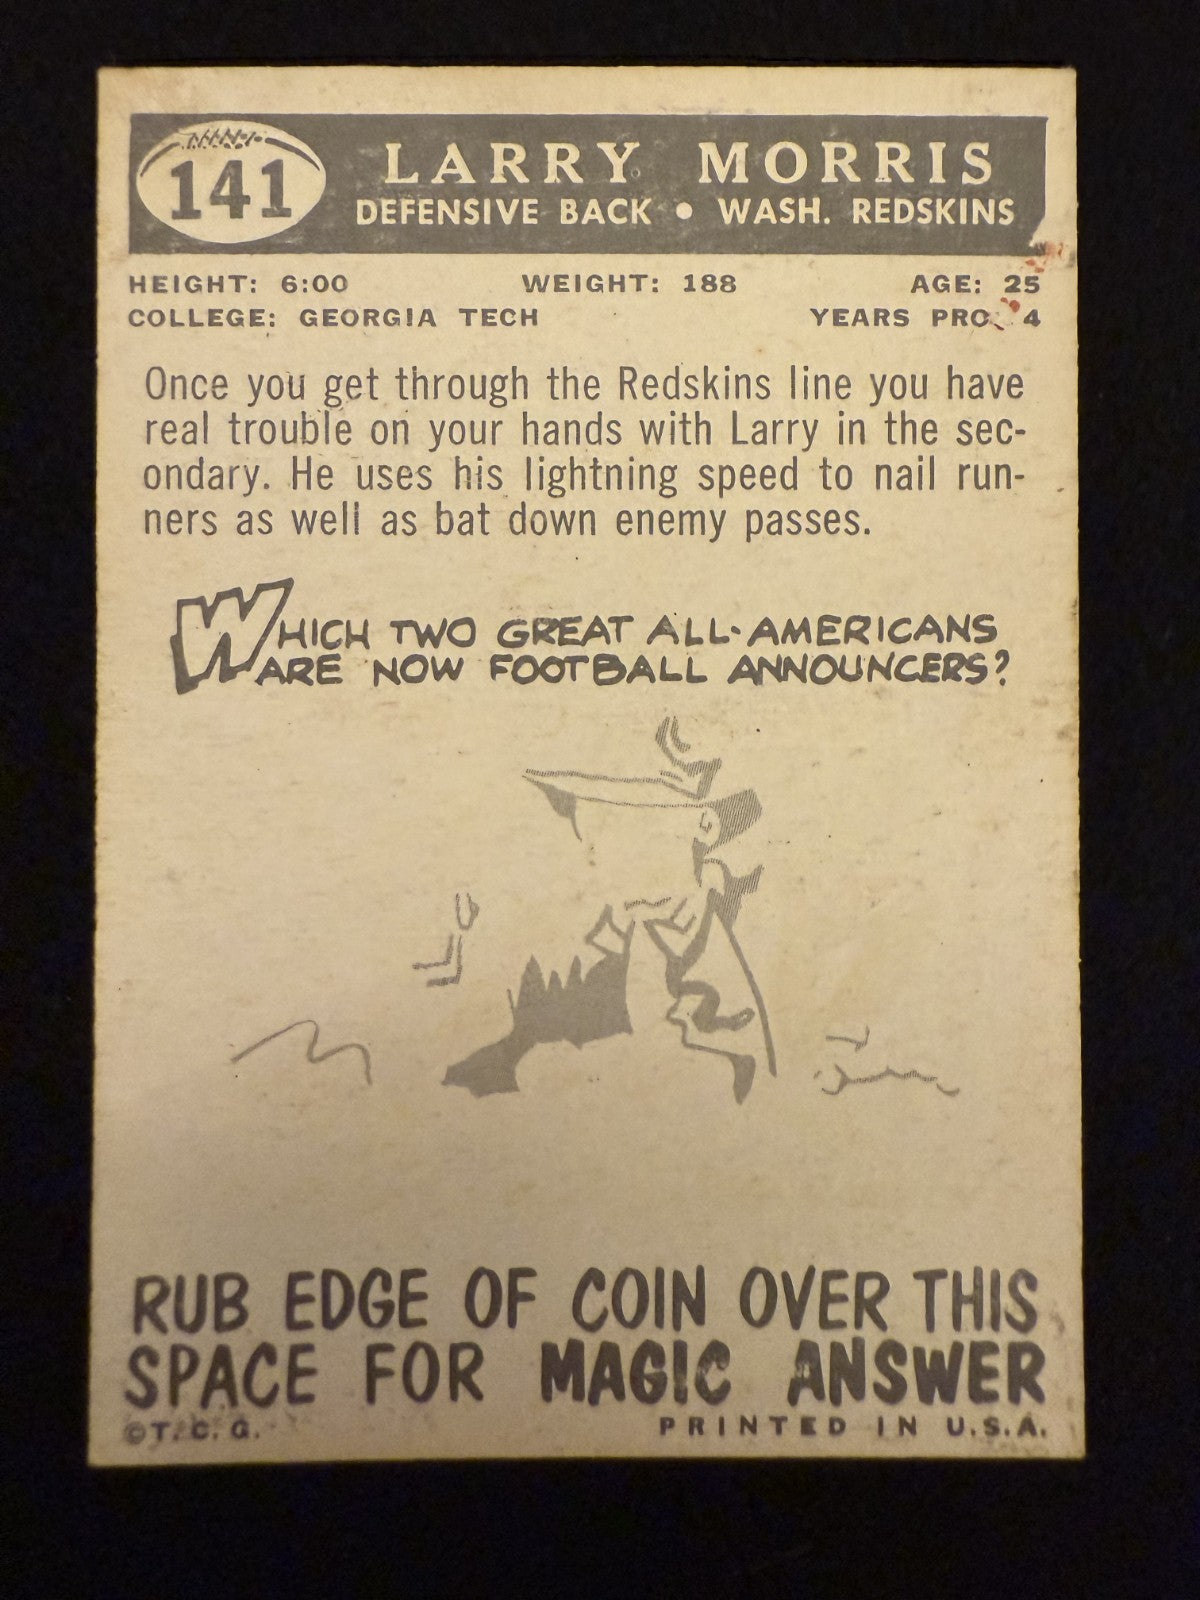 141
LARRY MORRIS
DEFENSIVE BACK • WASH. REDSKINS
HEIGHT: 6:00 WEIGHT: 188 AGE: 25
COLLEGE: GEORGIA TECH YEARS PRO: 4
Once you get through the Redskins line you have
real trouble on your hands with Larry in the sec-
ondary. He uses his lightning speed to nail run-
ners as well as bat down enemy passes.
WHICH TWO GREAT ALL-AMERICANS
ARE NOW FOOTBALL ANNOUNCERS?
RUB EDGE OF COIN OVER THIS
SPACE FOR MAGIC ANSWER
©T.C.G. PRINTED IN U.S.A.